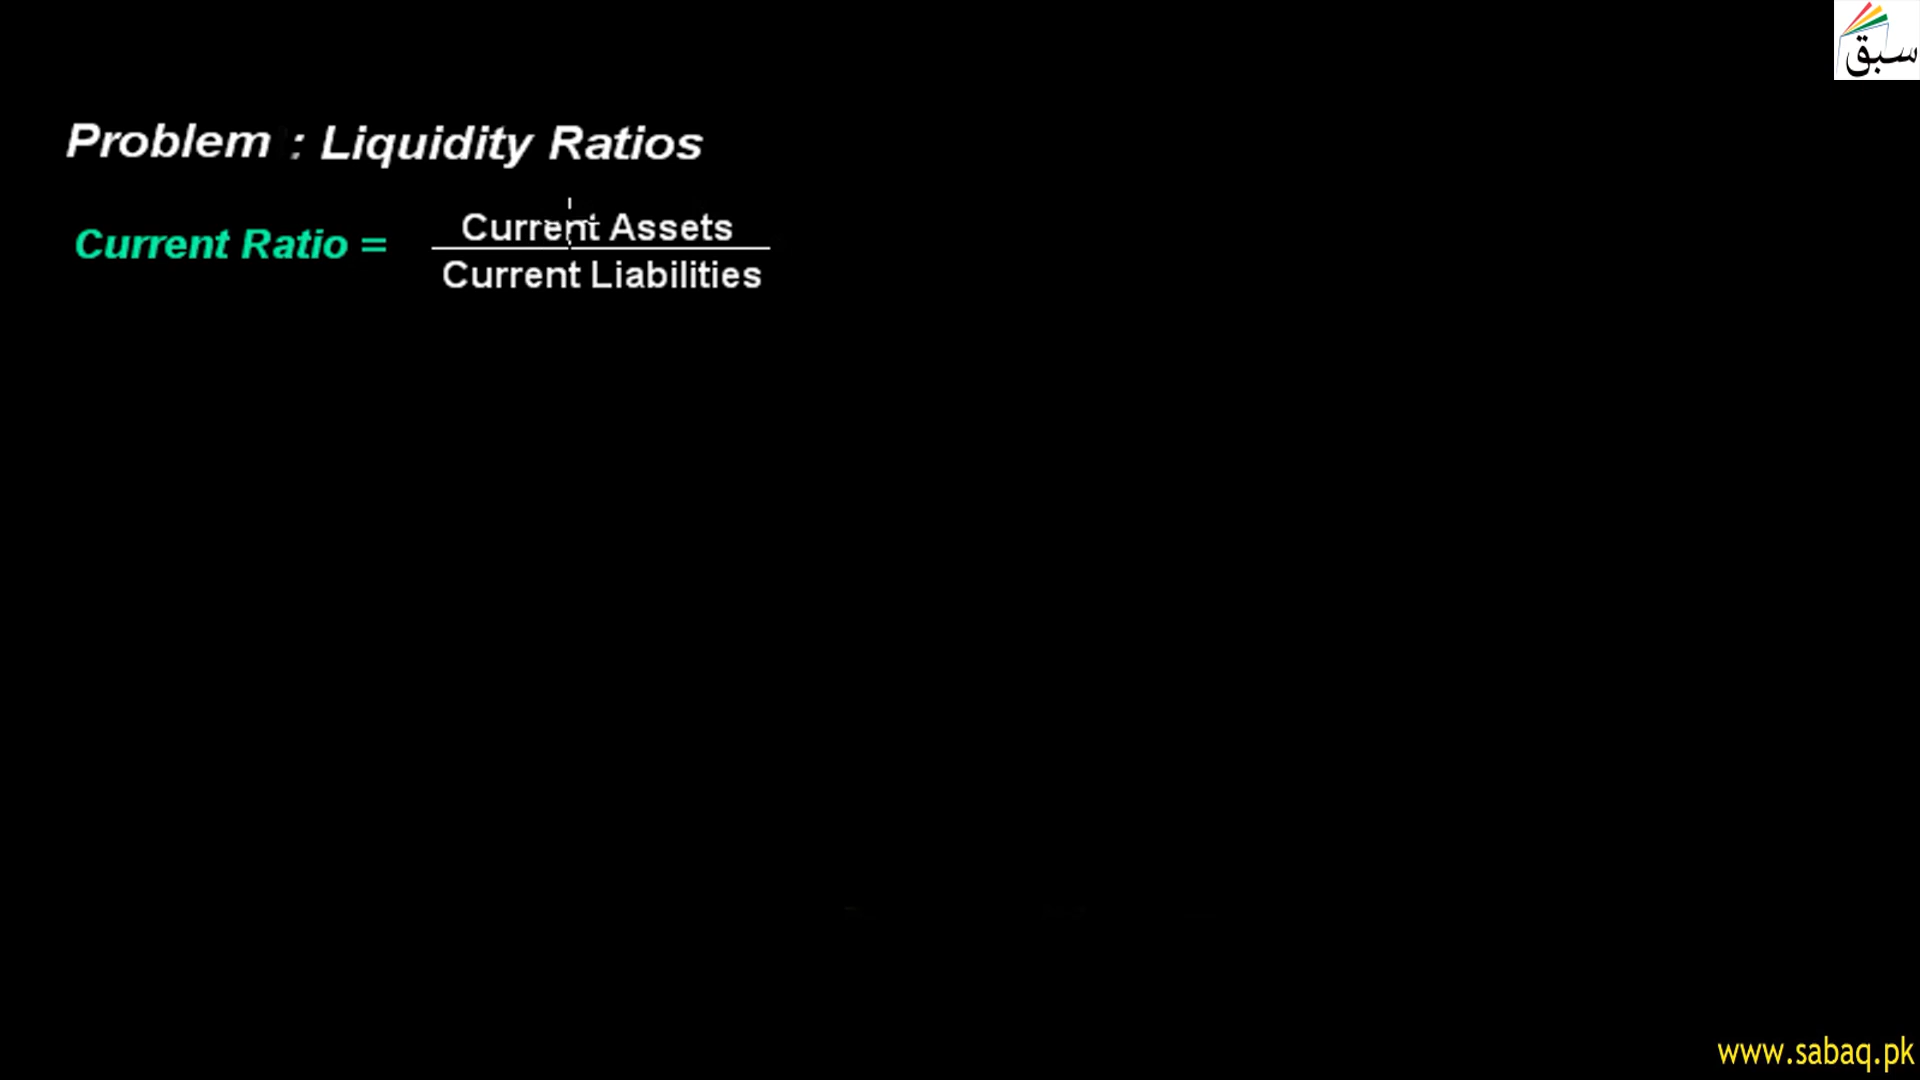 سبق
Problem : Liquidity Ratios
Current Ratio = Current Assets
Current Liabilities
www.sabaq.pk